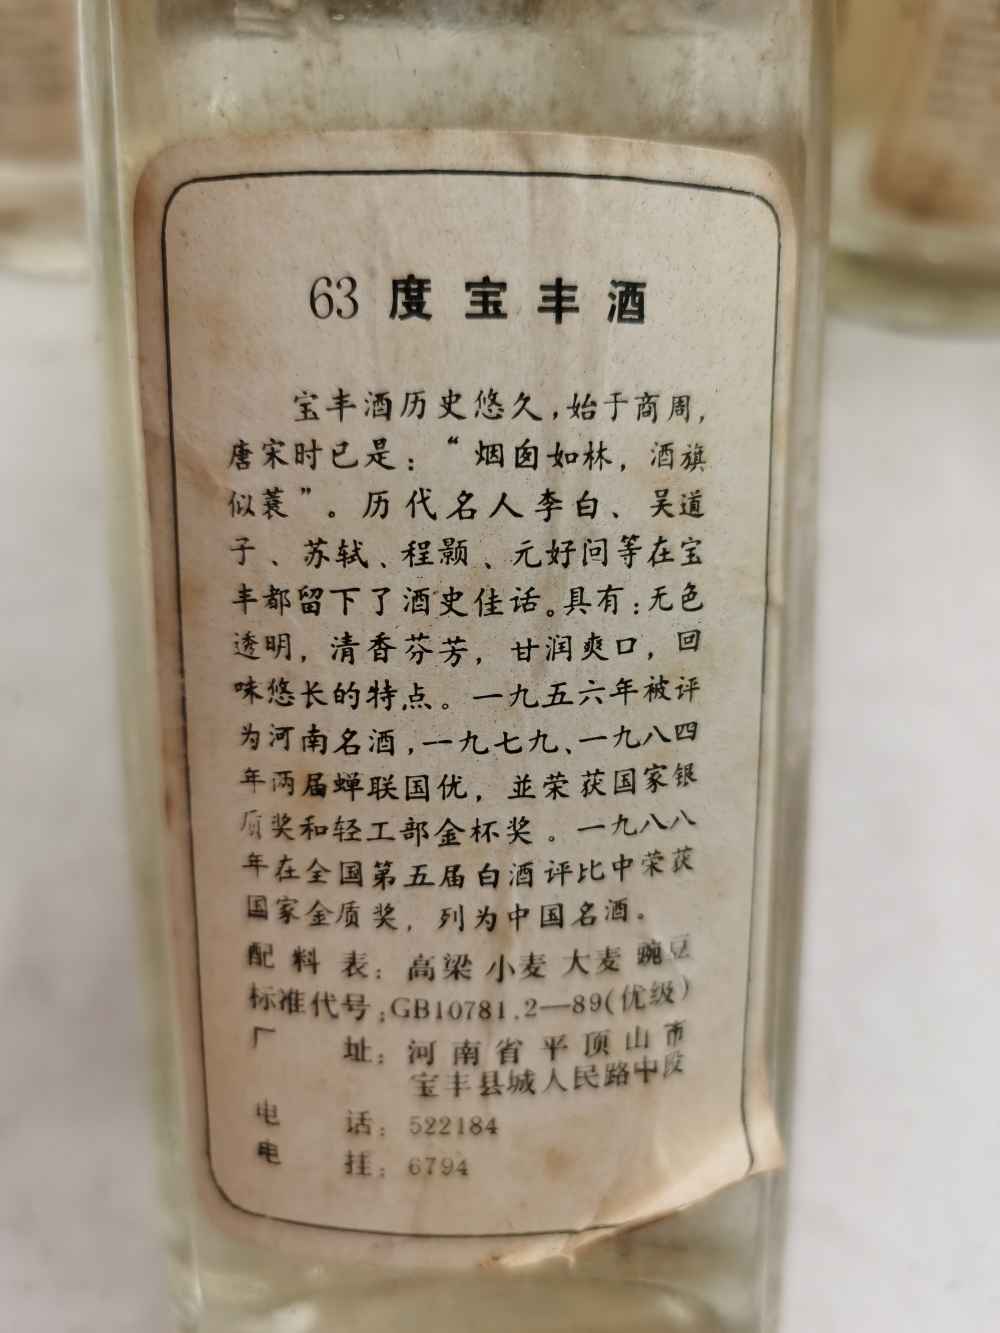 63 度宝丰酒
宝丰酒历史悠久，始于商周，
唐宋时已是：“烟囱如林，酒旗
似蓑”。历代名人李白、吴道
子、苏轼、程颢、元好问等在宝
丰都留下了酒史佳话。具有：无色
透明，清香芬芳，甘润爽口，回
味悠长的特点。一九五六年被评
为河南名酒，一九七九、一九八四
年两届蝉联国优，並荣获国家银
质奖和轻工部金杯奖。一九八八
年在全国第五届白酒评比中荣获
国家金质奖，列为中国名酒。
配料表：高梁 小麦 大麦 豌豆
标准代号：GB10781.2—89(优级)
厂 址：河南省平顶山市
宝丰县城人民路中段
电 话：522184
电 挂：6794